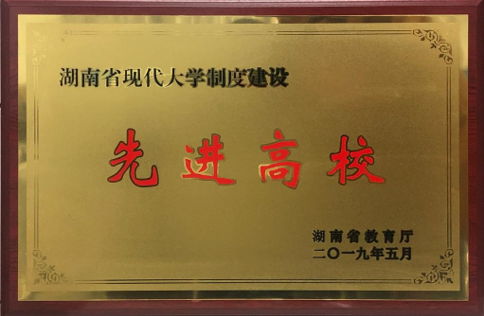 湖南省现代大学制度建设
先进高校
湖南省教育厅
二〇一九年五月